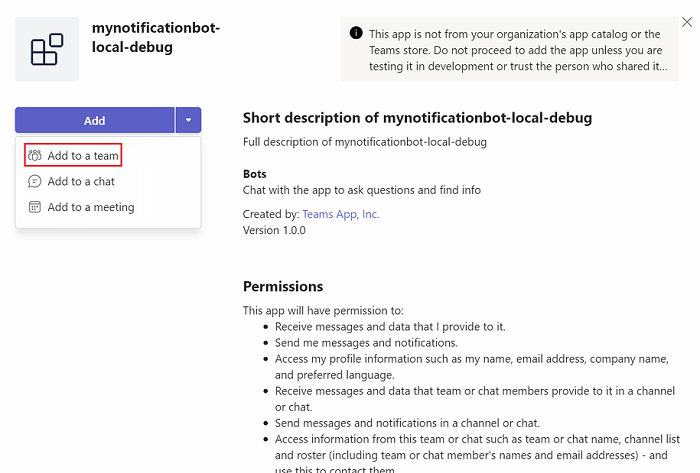 mynotificationbot-
local-debug
This app is not from your organization's app catalog or the
Teams store. Do not proceed to add the app unless you are
testing it in development or trust the person who shared it...
Add
Add to a team
Add to a chat
Add to a meeting
Short description of mynotificationbot-local-debug
Full description of mynotificationbot-local-debug
Bots
Chat with the app to ask questions and find info
Created by: Teams App, Inc.
Version 1.0.0
Permissions
This app will have permission to:
• Receive messages and data that I provide to it.
• Send me messages and notifications.
• Access my profile information such as my name, email address, company name,
and preferred language.
• Receive messages and data that team or chat members provide to it in a channel
or chat.
• Send messages and notifications in a channel or chat.
• Access information from this team or chat such as team or chat name, channel list
and roster (including team or chat member's names and email addresses) - and
use this to contact them.